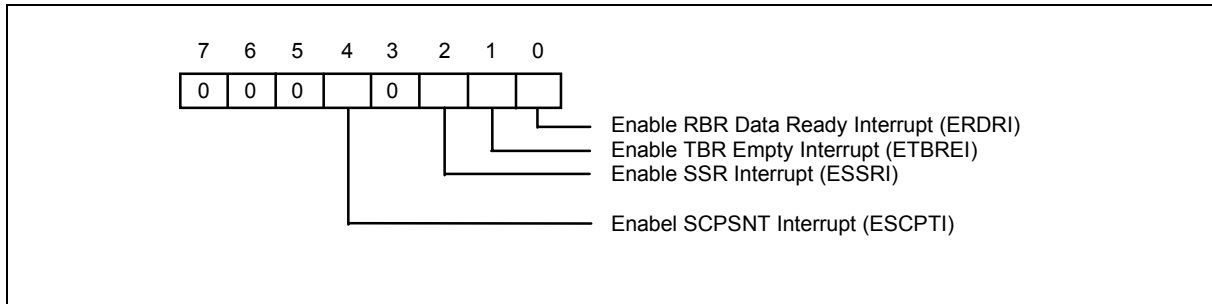 7 6 5 4 3 2 1 0
0 0 0 0
Enable RBR Data Ready Interrupt (ERDRI)
Enable TBR Empty Interrupt (ETBREI)
Enable SSR Interrupt (ESSRI)
Enabel SCPSNT Interrupt (ESCPTI)